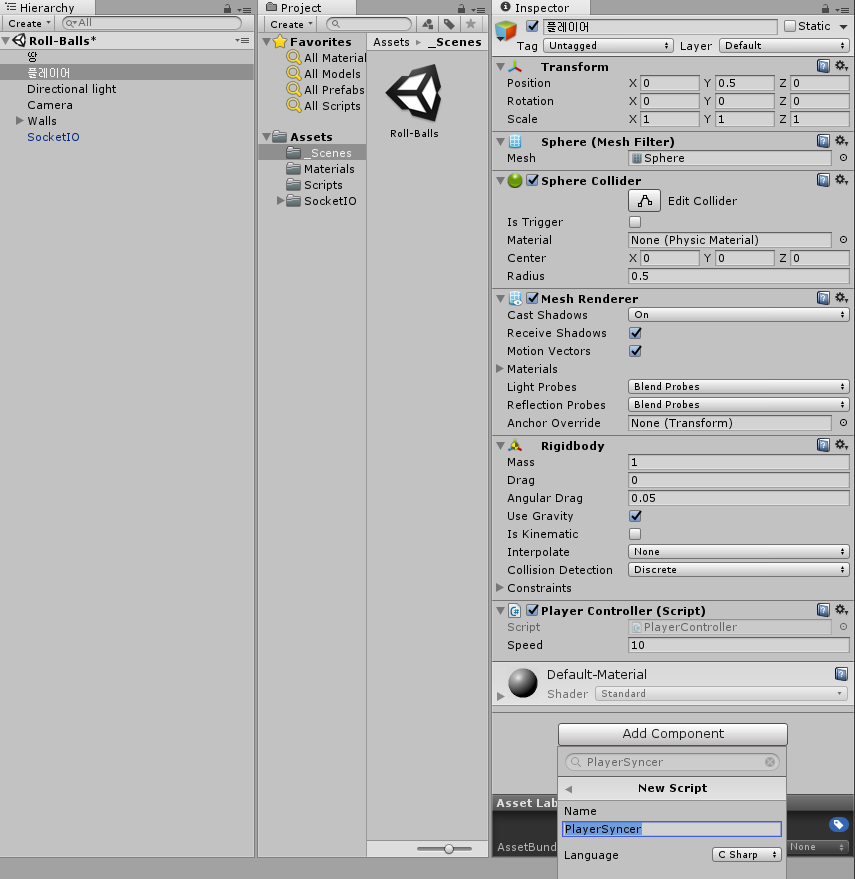 Hierarchy
Create
All
Roll-Balls*
땅
플레이어
Directional light
Camera
Walls
SocketIO
Project
Create
Favorites
All Material
All Models
All Prefabs
All Scripts
Assets
_Scenes
Materials
Scripts
SocketIO
Assets
_Scenes
Roll-Balls
Inspector
플레이어
Static
Tag Untagged Layer Default
Transform
Position X 0 Y 0.5 Z 0
Rotation X 0 Y 0 Z 0
Scale X 1 Y 1 Z 1
Sphere (Mesh Filter)
Mesh Sphere
Sphere Collider
Edit Collider
Is Trigger
Material None (Physic Material)
Center X 0 Y 0 Z 0
Radius 0.5
Mesh Renderer
Cast Shadows On
Receive Shadows
Motion Vectors
Materials
Light Probes Blend Probes
Reflection Probes Blend Probes
Anchor Override None (Transform)
Rigidbody
Mass 1
Drag 0
Angular Drag 0.05
Use Gravity
Is Kinematic
Interpolate None
Collision Detection Discrete
Constraints
Player Controller (Script)
Script PlayerController
Speed 10
Default-Material
Shader Standard
Add Component
PlayerSyncer
New Script
Asset Lab
Name
PlayerSyncer
AssetBund
None
Language C Sharp